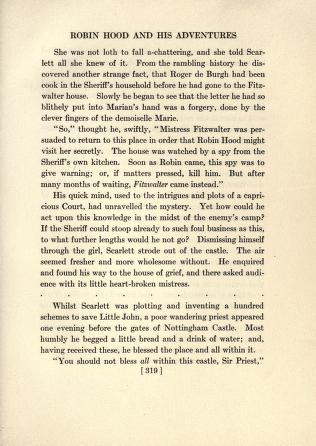 ROBIN HOOD AND HIS ADVENTURES
She was not loth to fall a-chattering, and she told Scar-
lett all she knew of it. From the rambling history he dis-
covered another strange fact, that Roger de Burgh had been
cook in the Sheriff's household before he had gone to the Fitz-
walter house. Slowly he began to see that the letter he had so
blithely put into Marian's hand was a forgery, done by the
clever fingers of the demoiselle Marie.
"So," thought he, swiftly, "Mistress Fitzwalter was per-
suaded to return to this place in order that Robin Hood might
visit her secretly. The house was watched by a spy from the
Sheriff's own kitchen. Soon as Robin came, this spy was to
give warning; or, if matters pressed, kill him. But after
many months of waiting, Fitzwalter came instead."
His quick mind, used to the intrigues and plots of a capri-
cious Court, had unravelled the mystery. Yet how could he
act upon this knowledge in the midst of the enemy's camp?
If the Sheriff could stoop already to such foul business as this,
to what further lengths would he not go? Dismissing himself
through the girl, Scarlett strode out of the castle. The air
seemed fresher and more wholesome without. He enquired
and found his way to the house of grief, and there asked audi-
ence with its little heart-broken mistress.
. . . . . . . . .
Whilst Scarlett was plotting and inventing a hundred
schemes to save Little John, a poor wandering priest appeared
one evening before the gates of Nottingham Castle. Most
humbly he begged a little bread and a drink of water; and,
having received these, he blessed the place and all within it.
"You should not bless all within this castle, Sir Priest,"
[ 319 ]